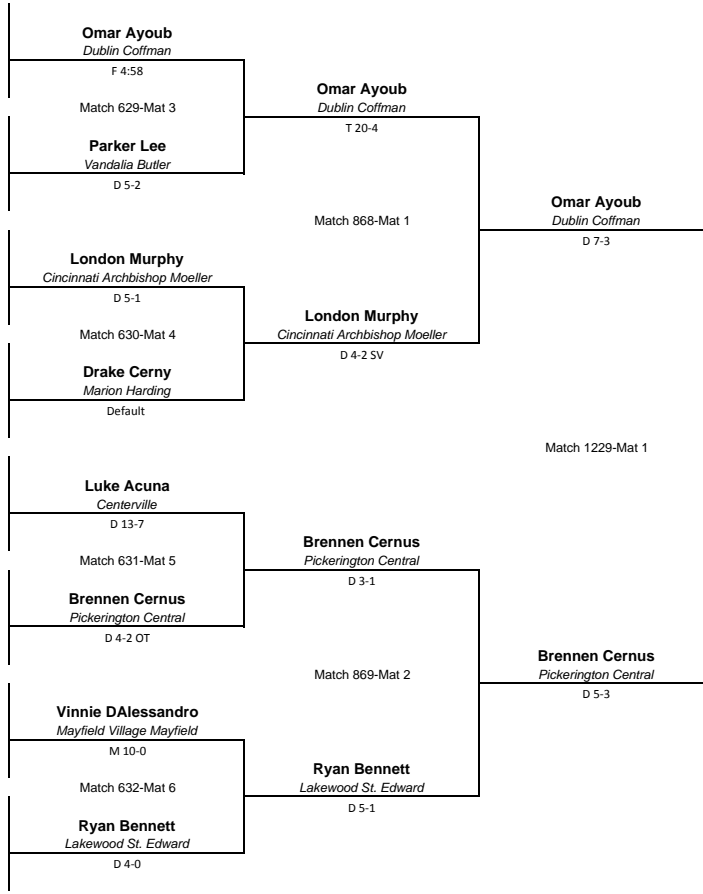 Omar Ayoub
Dublin Coffman
F 4:58
Match 629-Mat 3
Parker Lee
Vandalia Butler
D 5-2
London Murphy
Cincinnati Archbishop Moeller
D 5-1
Match 630-Mat 4
Drake Cerny
Marion Harding
Default
Luke Acuna
Centerville
D 13-7
Match 631-Mat 5
Brennen Cernus
Pickerington Central
D 4-2 OT
Vinnie DAlessandro
Mayfield Village Mayfield
M 10-0
Match 632-Mat 6
Ryan Bennett
Lakewood St. Edward
D 4-0
Omar Ayoub
Dublin Coffman
T 20-4
Match 868-Mat 1
London Murphy
Cincinnati Archbishop Moeller
D 4-2 SV
Brennen Cernus
Pickerington Central
D 3-1
Match 869-Mat 2
Ryan Bennett
Lakewood St. Edward
D 5-1
Omar Ayoub
Dublin Coffman
D 7-3
Match 1229-Mat 1
Brennen Cernus
Pickerington Central
D 5-3